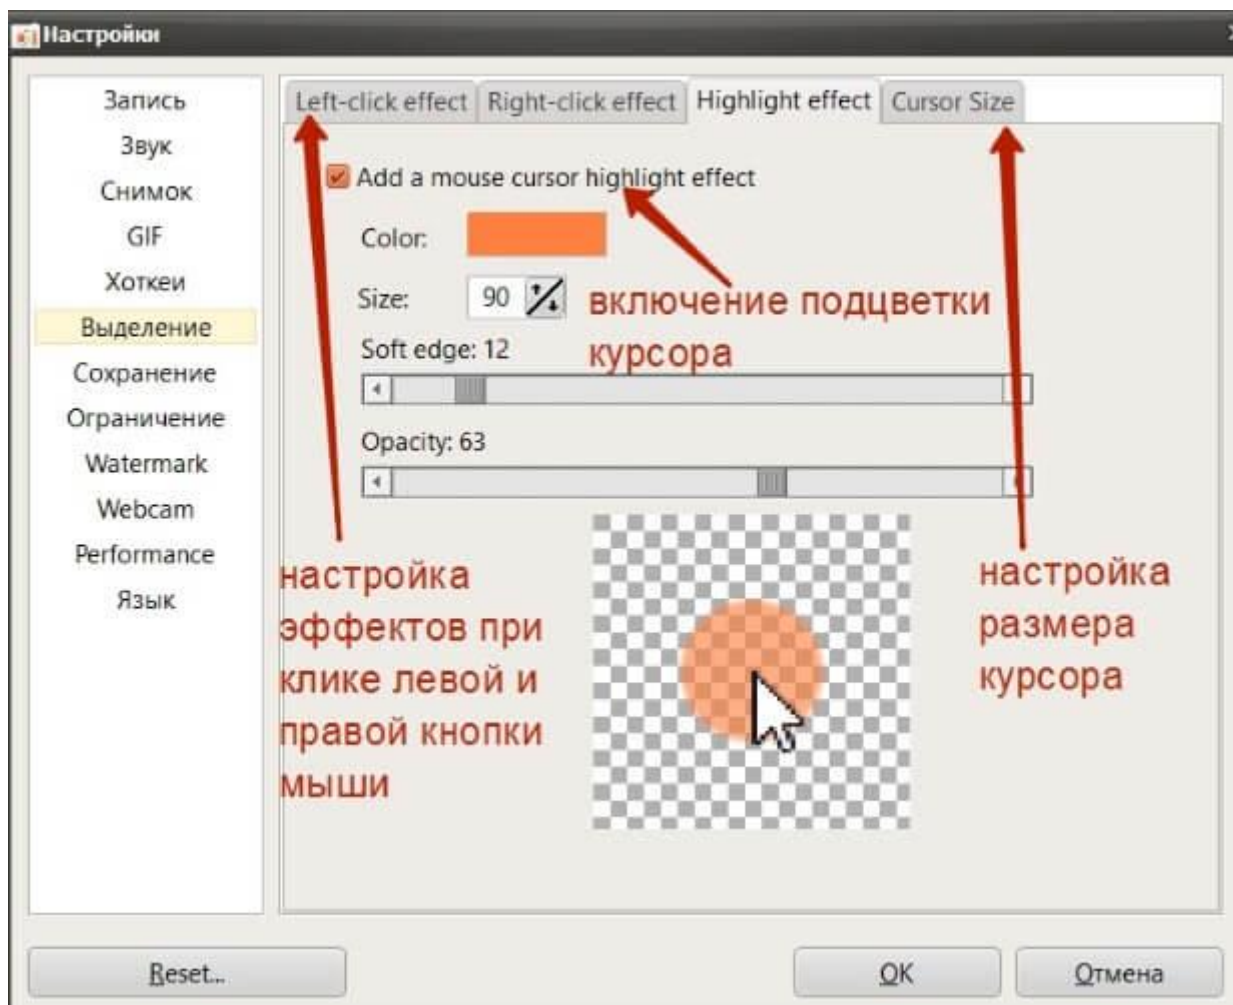 Настройки
Запись
Звук
Снимок
GIF
Хоткеи
Выделение
Сохранение
Ограничение
Watermark
Webcam
Performance
Язык
Left-click effect
Right-click effect
Highlight effect
Cursor Size
Add a mouse cursor highlight effect
Color:
Size: 90
включение подцветки
курсора
Soft edge: 12
Opacity: 63
настройка
эффектов при
клике левой и
правой кнопки
мыши
настройка
размера
курсора
Reset...
OK
Отмена